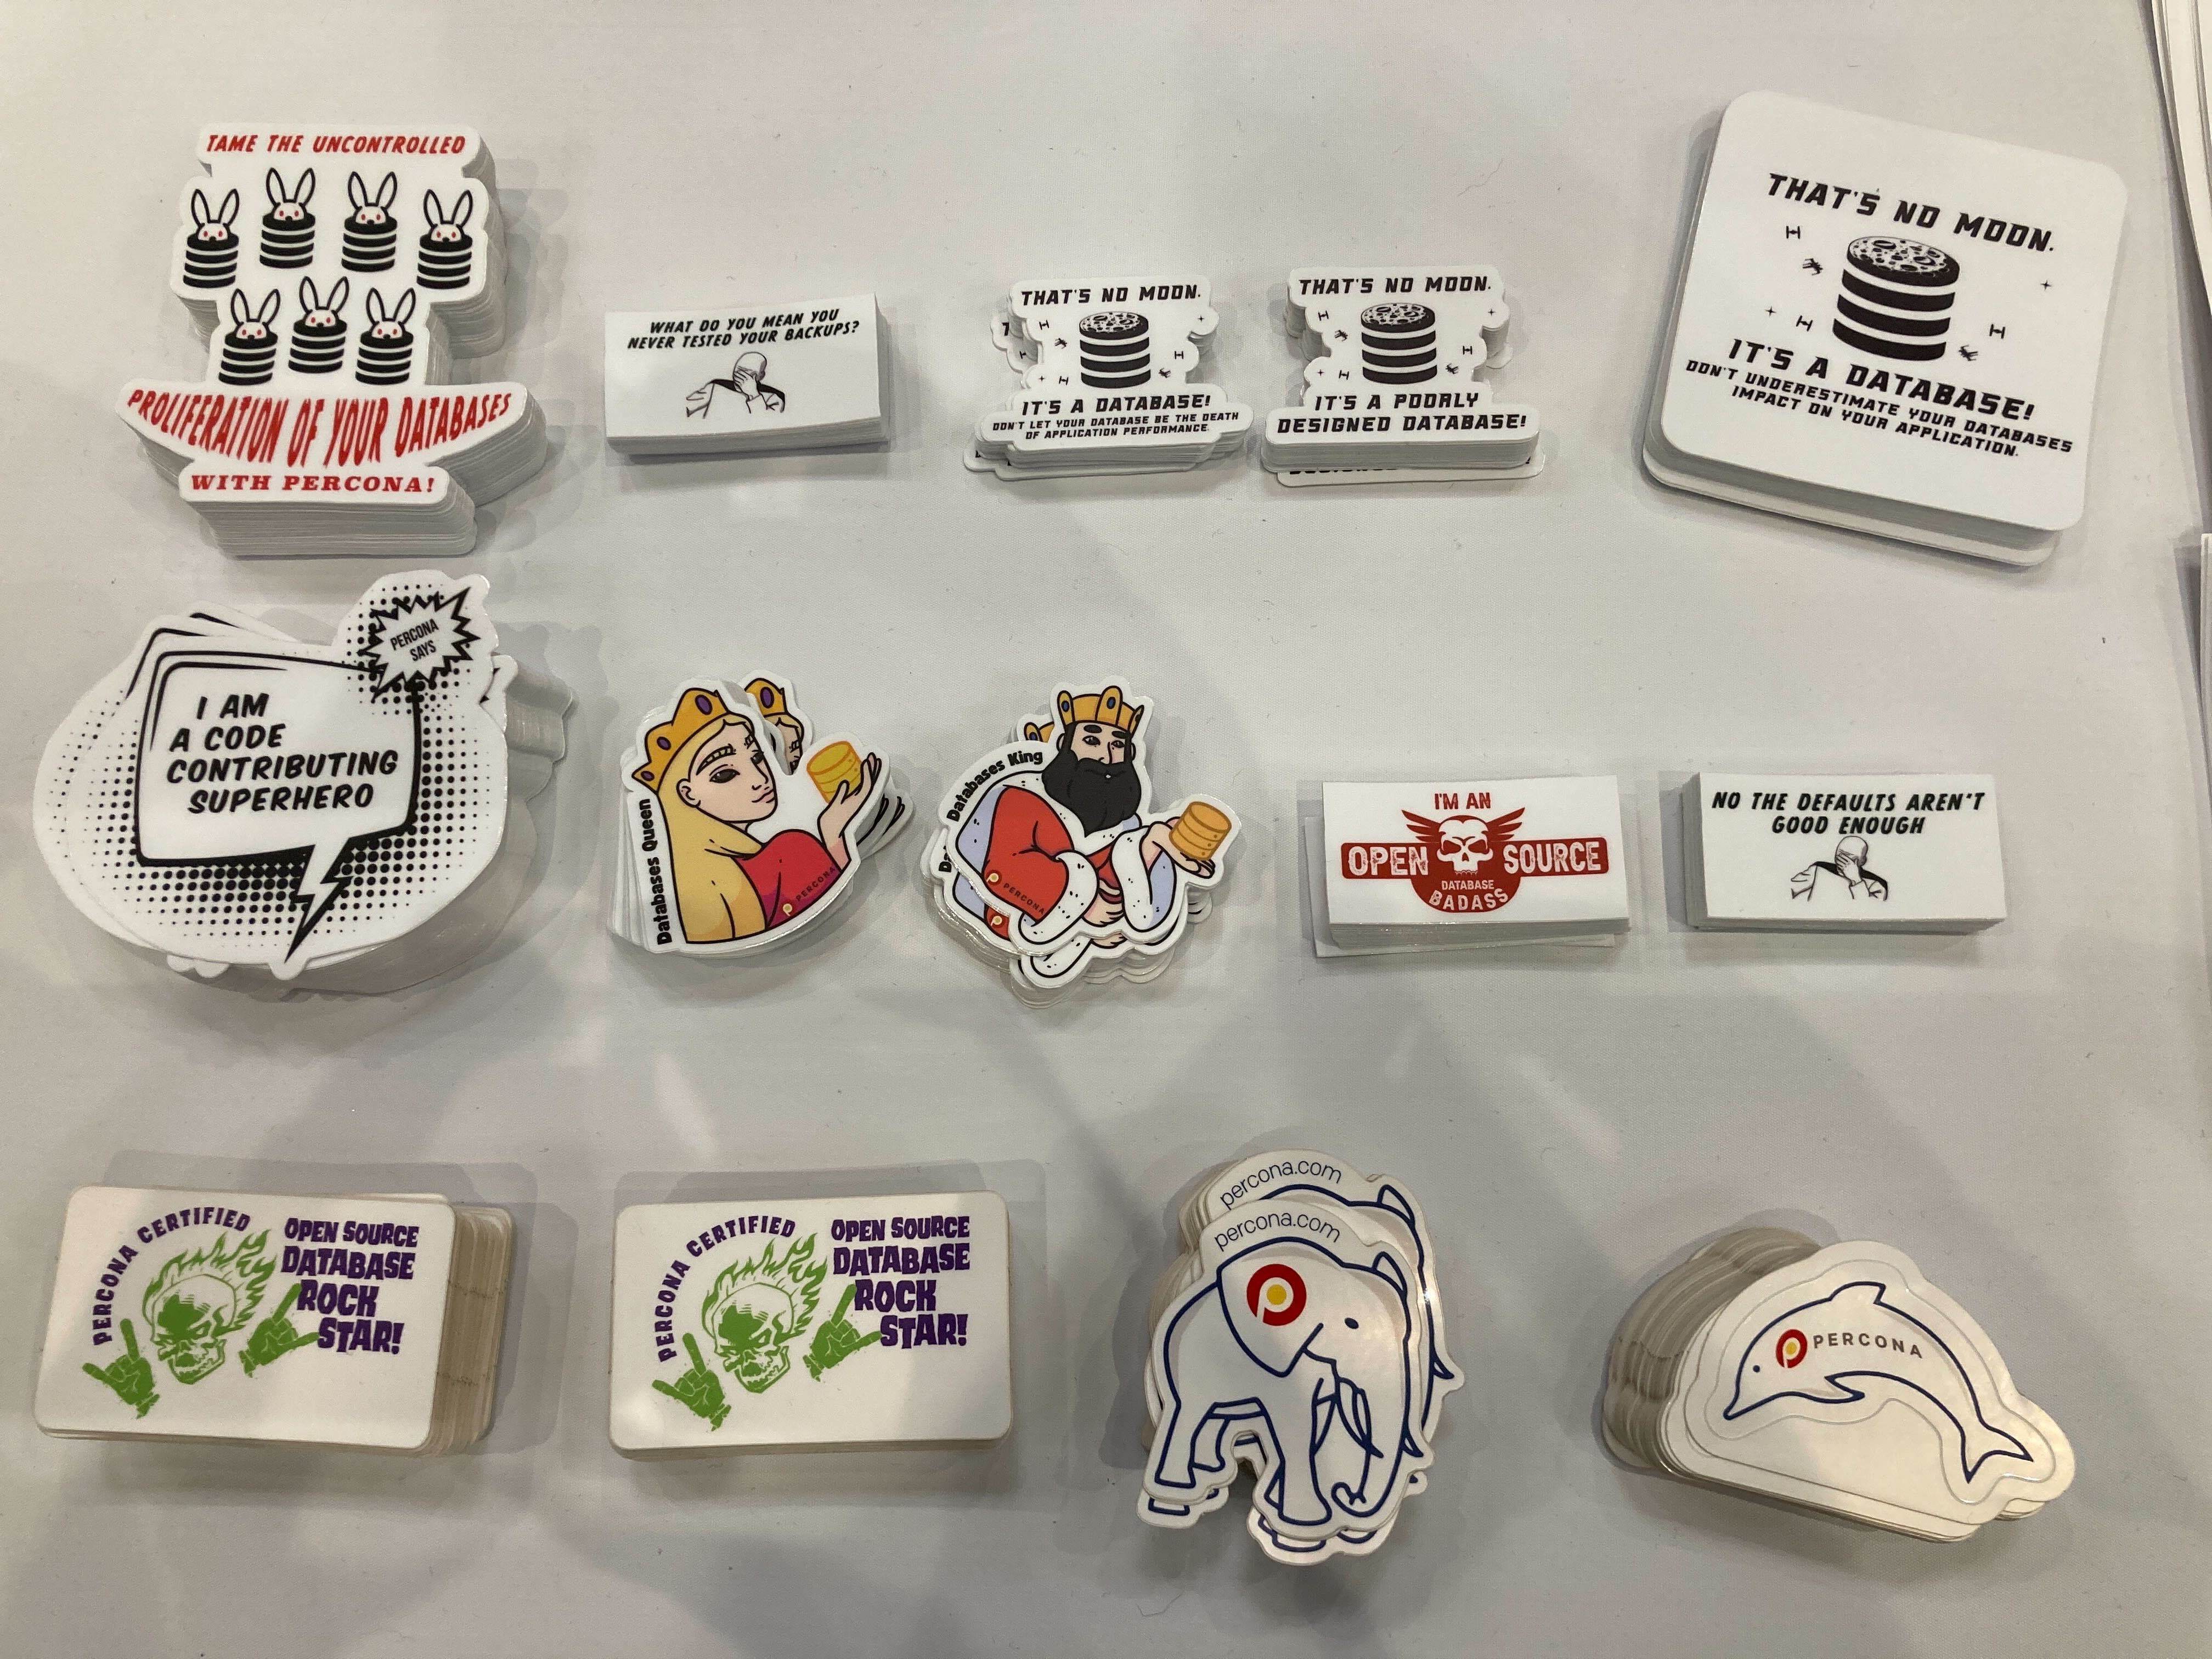 TAME THE UNCONTROLLED
PROLIFERATION OF YOUR DATABASES
WITH PERCONA!
WHAT DO YOU MEAN YOU
NEVER TESTED YOUR BACKUPS?
THAT'S NO MOON.
IT'S A DATABASE!
DON'T LET YOUR DATABASE BE THE DEATH
OF APPLICATION PERFORMANCE.
THAT'S NO MOON.
IT'S A POORLY
DESIGNED DATABASE!
THAT'S NO MOON.
IT'S A DATABASE!
DON'T UNDERESTIMATE YOUR DATABASES
IMPACT ON YOUR APPLICATION.
PERCONA
SAYS
I AM
A CODE
CONTRIBUTING
SUPERHERO
Databases Queen
PERCONA
Databases King
PERCONA
I'M AN
OPEN SOURCE
DATABASE
BADASS
NO THE DEFAULTS AREN'T
GOOD ENOUGH
PERCONA CERTIFIED
OPEN SOURCE
DATABASE
ROCK
STAR!
PERCONA CERTIFIED
OPEN SOURCE
DATABASE
ROCK
STAR!
percona.com
percona.com
PERCONA